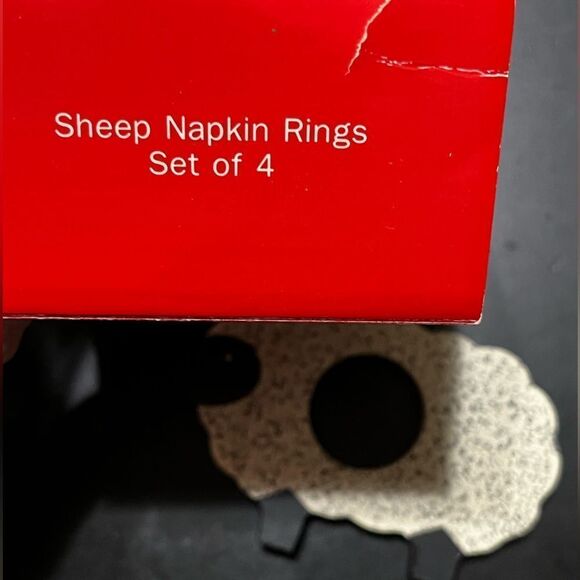 Sheep Napkin Rings
Set of 4